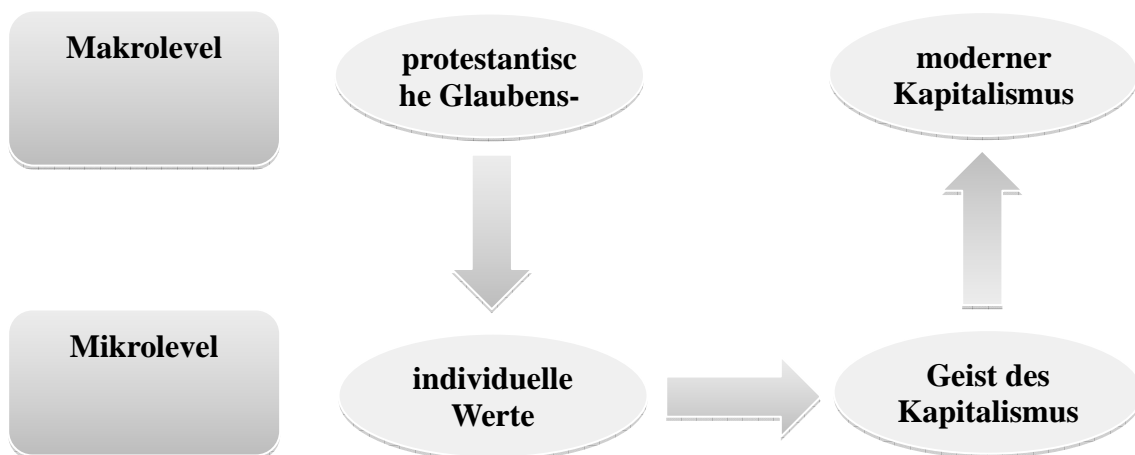 Makrolevel
protestantisc
he Glaubens-
moderner
Kapitalismus
Mikrolevel
individuelle
Werte
Geist des
Kapitalismus